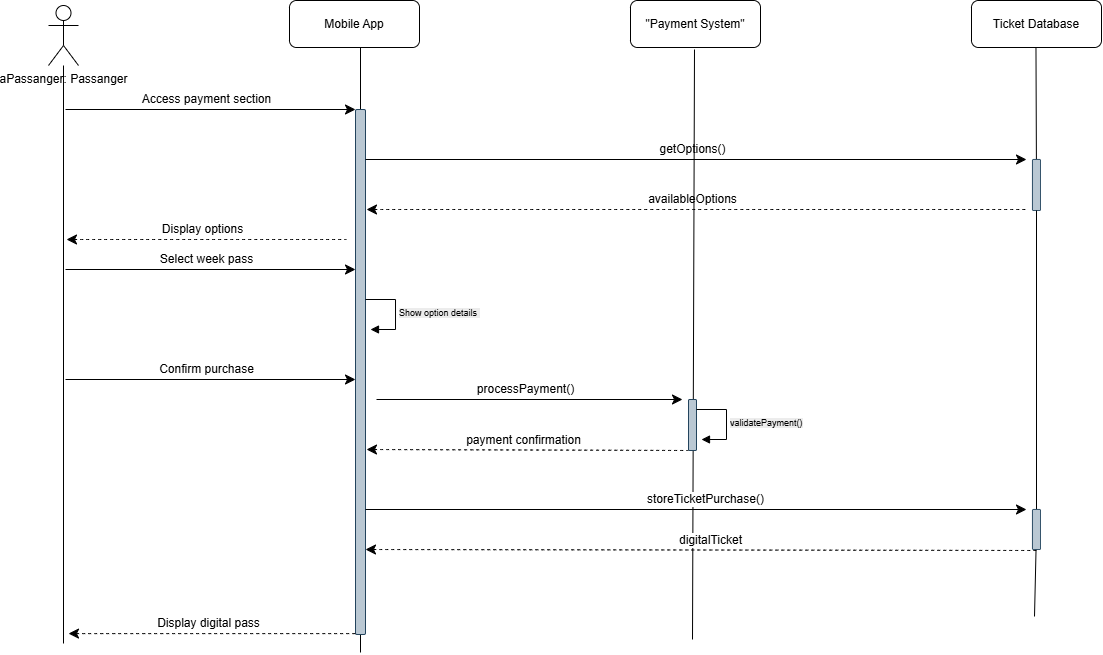 Mobile App
"Payment System"
Ticket Database
aPassanger: Passanger
Access payment section
getOptions()
availableOptions
Display options
Select week pass
Show option details
Confirm purchase
processPayment()
validatePayment()
payment confirmation
storeTicketPurchase()
digitalTicket
Display digital pass